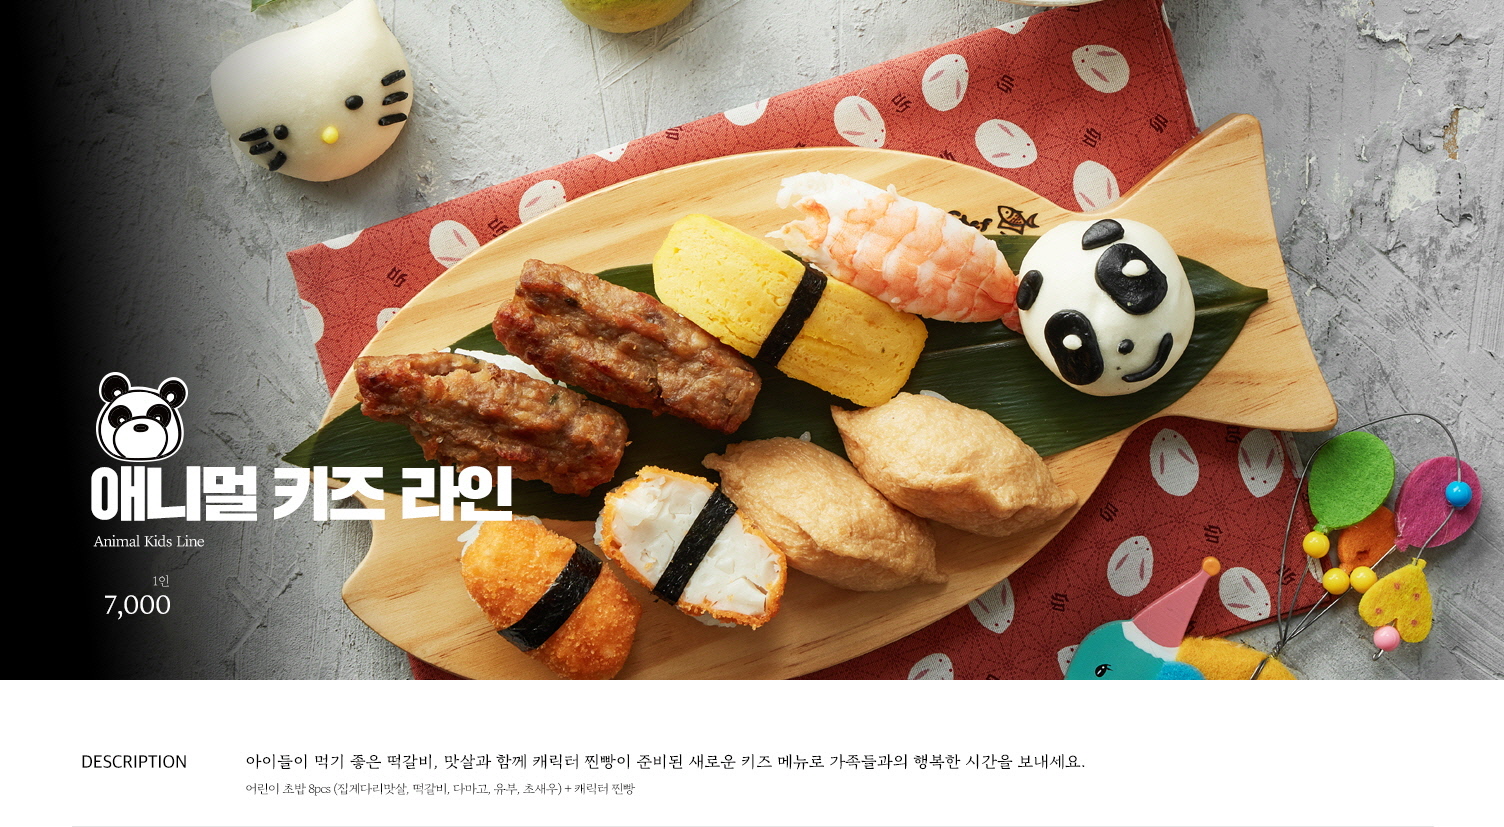 애니멀 키즈 라인
Animal Kids Line
1인
7,000
DESCRIPTION
아이들이 먹기 좋은 떡갈비, 맛살과 함께 캐릭터 찐빵이 준비된 새로운 키즈 메뉴로 가족들과의 행복한 시간을 보내세요.
어린이 초밥 8pcs (집게다리맛살, 떡갈비, 다마고, 유부, 초새우) + 캐릭터 찐빵